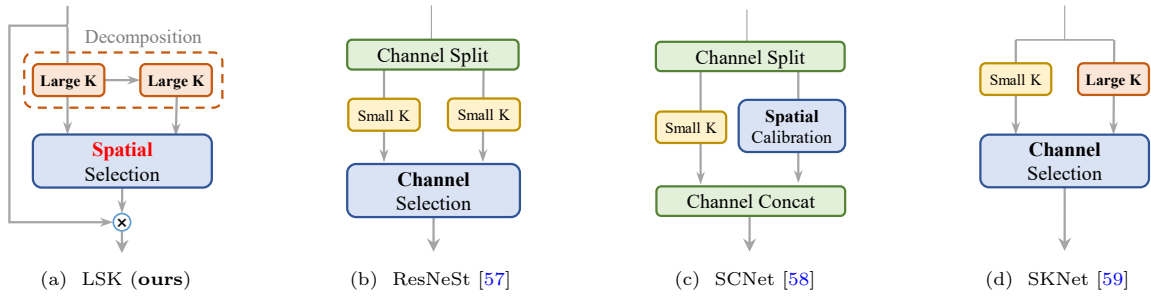 Decomposition
Large K
Large K
Spatial
Selection
(a) LSK (ours)
Channel Split
Small K
Small K
Channel
Selection
(b) ResNeSt [57]
Channel Split
Small K
Spatial
Calibration
Channel Concat
(c) SCNet [58]
Small K
Large K
Channel
Selection
(d) SKNet [59]